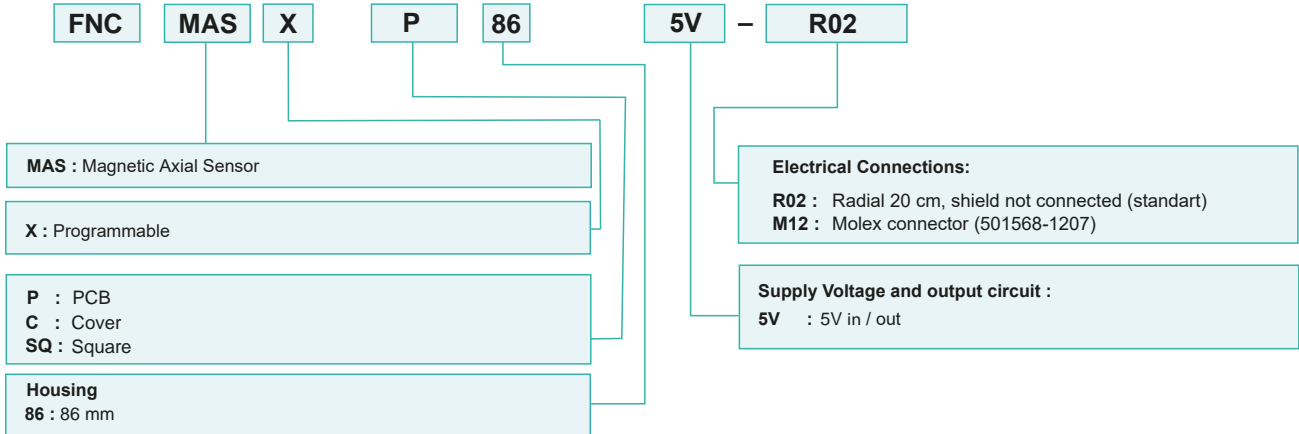 FNC MAS X P 86 5V – R02
MAS : Magnetic Axial Sensor
X : Programmable
P : PCB
C : Cover
SQ : Square
Housing
86 : 86 mm
Electrical Connections:
R02 : Radial 20 cm, shield not connected (standart)
M12 : Molex connector (501568-1207)
Supply Voltage and output circuit :
5V : 5V in / out